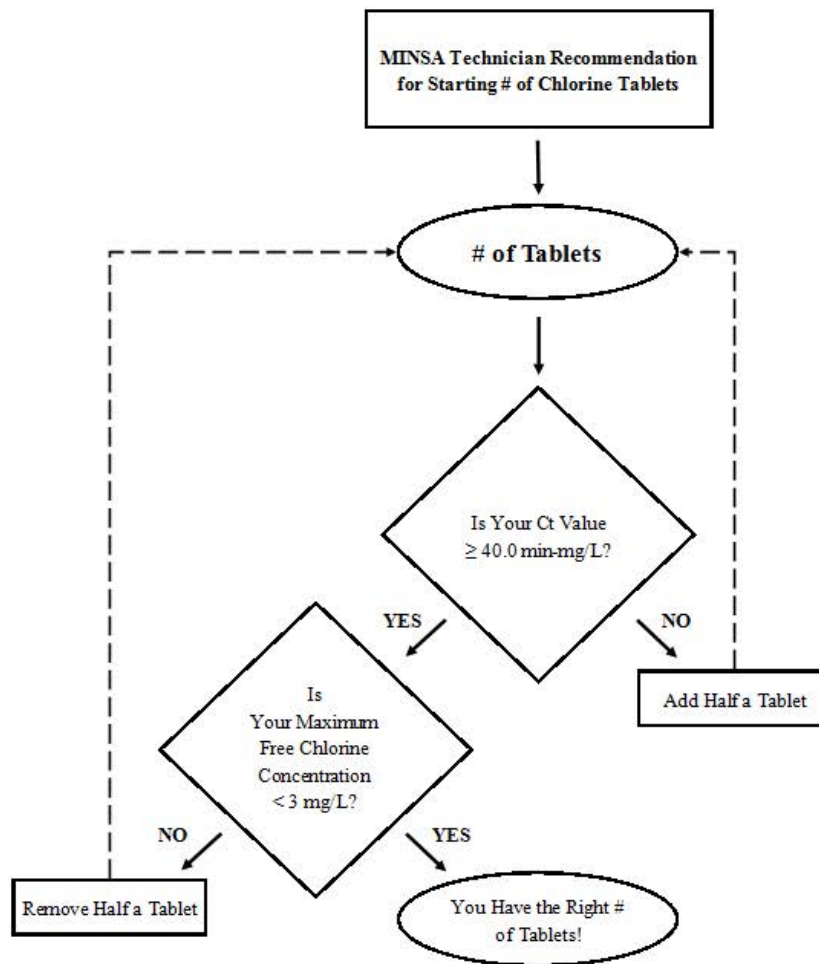 MINSA Technician Recommendation
for Starting # of Chlorine Tablets
# of Tablets
Is Your Ct Value
≥ 40.0 min-mg/L?
YES
NO
Add Half a Tablet
Is
Your Maximum
Free Chlorine
Concentration
< 3 mg/L?
NO
YES
Remove Half a Tablet
You Have the Right #
of Tablets!